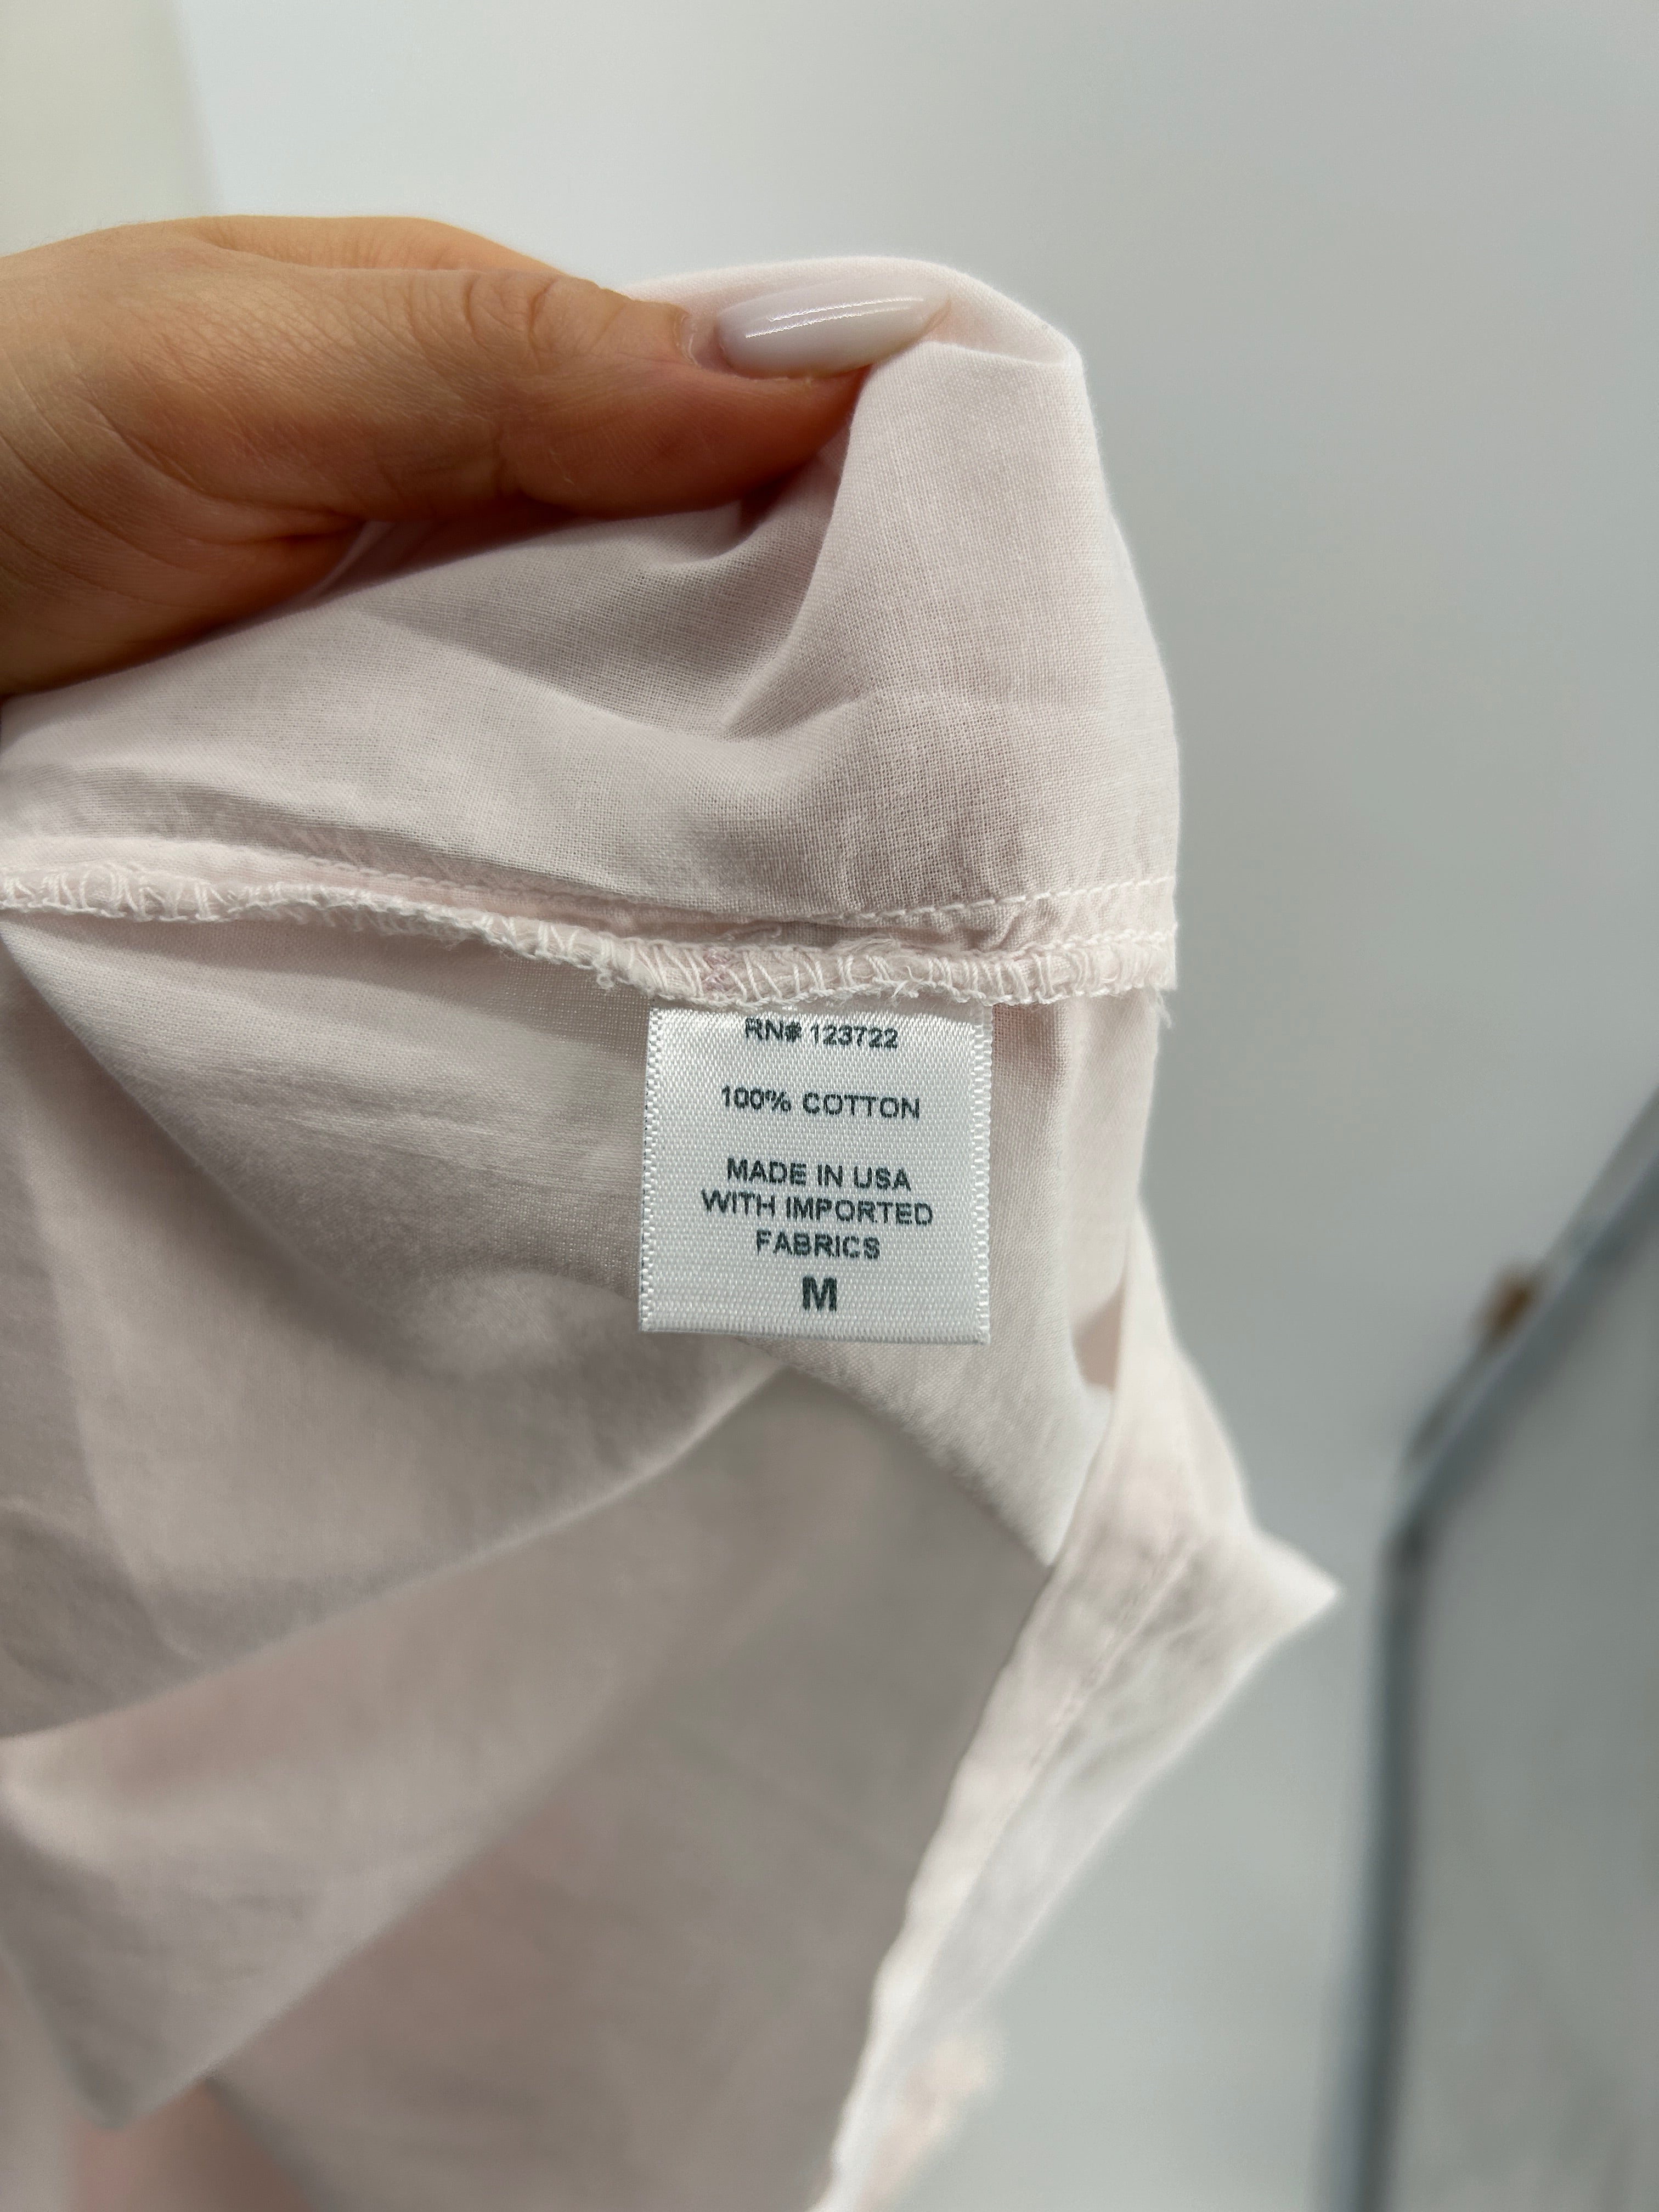 RN# 123722
100% COTTON
MADE IN USA
WITH IMPORTED
FABRICS
M